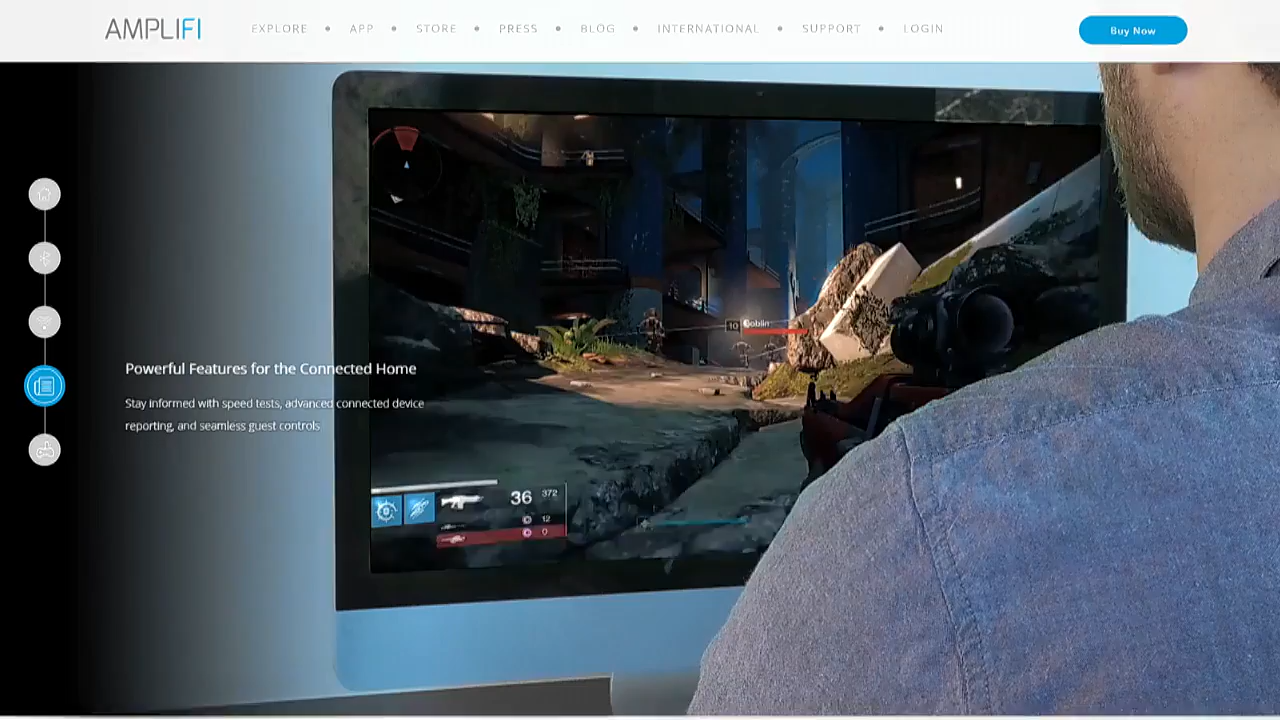 AMPLIFI
EXPLORE • APP • STORE • PRESS • BLOG • INTERNATIONAL • SUPPORT • LOGIN
Buy Now
10 Goblin
Powerful Features for the Connected Home
Stay informed with speed tests, advanced connected device
reporting, and seamless guest controls
36 372
12
0